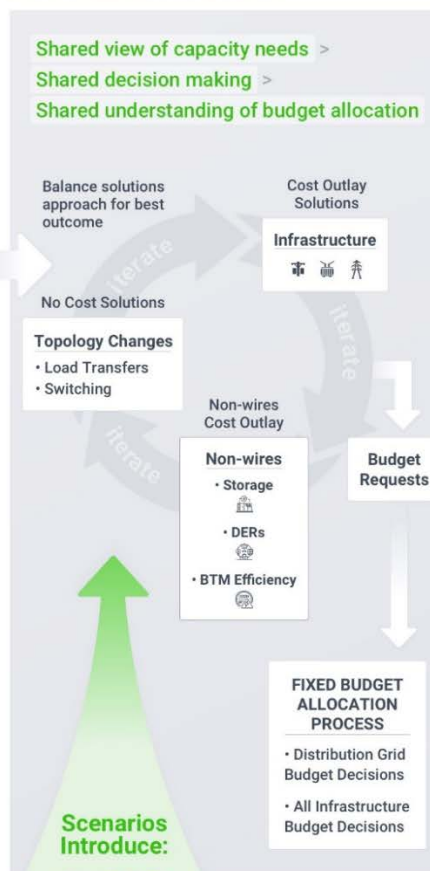 Shared view of capacity needs >
Shared decision making >
Shared understanding of budget allocation
Balance solutions
approach for best
outcome
Cost Outlay
Solutions
Infrastructure
iterate
iterate
No Cost Solutions
Topology Changes
• Load Transfers
• Switching
iterate
Non-wires
Cost Outlay
Non-wires
• Storage
• DERs
• BTM Efficiency
Budget
Requests
FIXED BUDGET
ALLOCATION
PROCESS
• Distribution Grid
Budget Decisions
• All Infrastructure
Budget Decisions
Scenarios
Introduce: